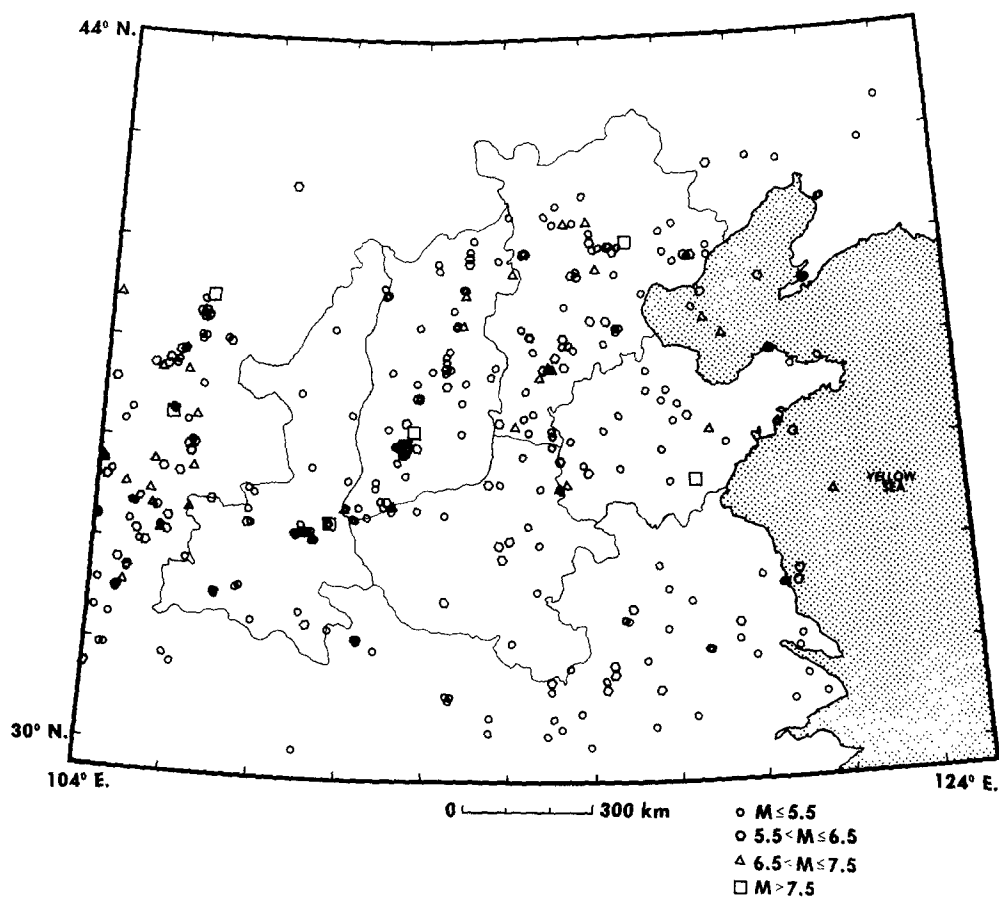 44° N.
YELLOW
SEA
30° N.
104° E.
124° E.
0 300 km
M ≤ 5.5
5.5 < M ≤ 6.5
6.5 < M ≤ 7.5
M > 7.5